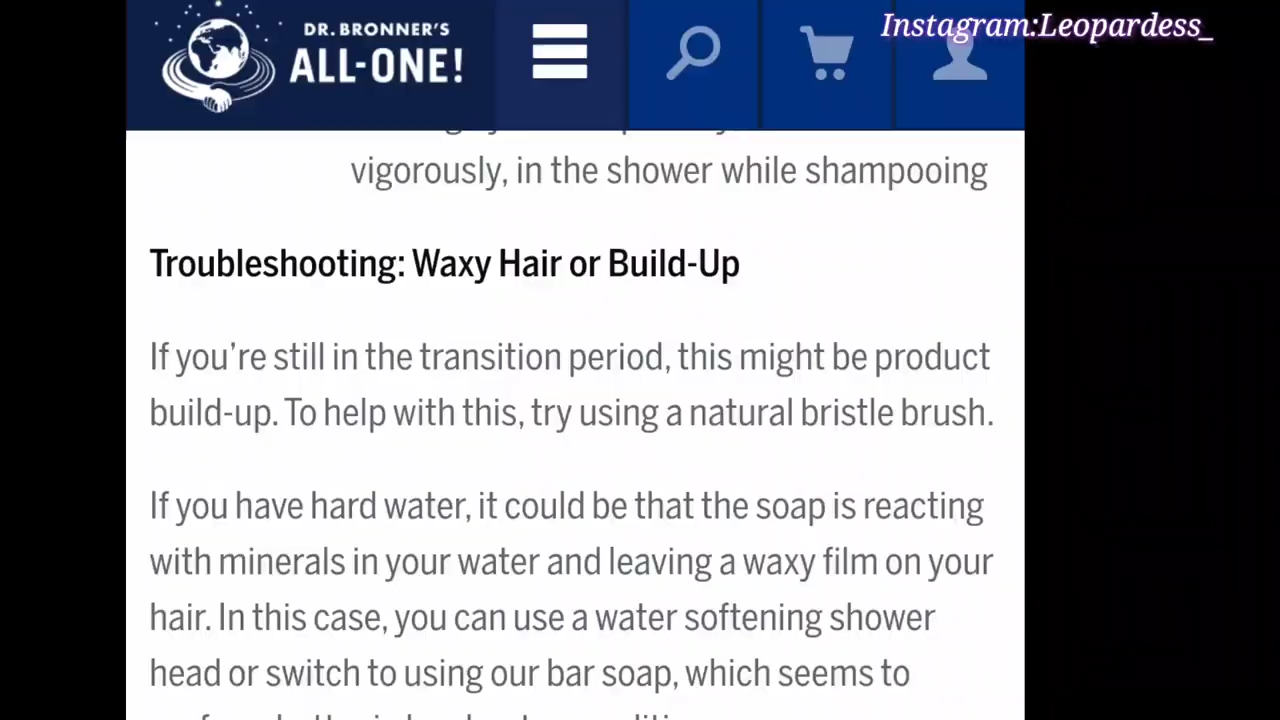 DR. BRONNER'S
ALL-ONE!
Instagram:Leopardess_
vigorously, in the shower while shampooing
Troubleshooting: Waxy Hair or Build-Up
If you’re still in the transition period, this might be product
build-up. To help with this, try using a natural bristle brush.
If you have hard water, it could be that the soap is reacting
with minerals in your water and leaving a waxy film on your
hair. In this case, you can use a water softening shower
head or switch to using our bar soap, which seems to